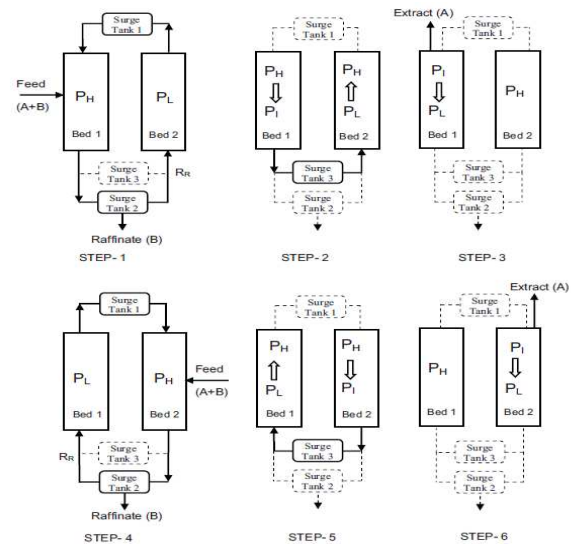 Surge
Tank 1
Feed
(A+B)
P_H
P_L
Bed 1
Bed 2
Surge
Tank 3
R_R
Surge
Tank 2
Raffinate (B)
STEP- 1
Surge
Tank 1
P_H
P_I
P_H
P_L
Bed 1
Bed 2
Surge
Tank 3
Surge
Tank 2
STEP- 2
Extract (A)
Surge
Tank 1
P_I
P_L
P_H
Bed 1
Bed 2
Surge
Tank 3
Surge
Tank 2
STEP- 3
Surge
Tank 1
P_L
P_H
Feed
(A+B)
Bed 1
Bed 2
R_R
Surge
Tank 3
Surge
Tank 2
Raffinate (B)
STEP- 4
Surge
Tank 1
P_H
P_L
P_H
P_I
Bed 1
Bed 2
Surge
Tank 3
Surge
Tank 2
STEP- 5
Extract (A)
Surge
Tank 1
P_H
P_I
P_L
Bed 1
Bed 2
Surge
Tank 3
Surge
Tank 2
STEP- 6